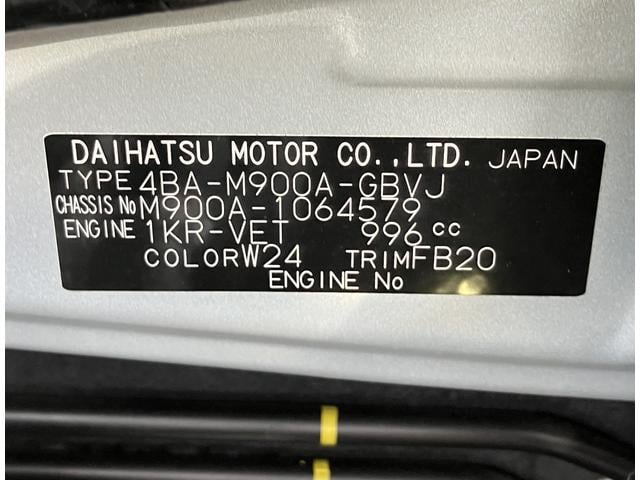 DAIHATSU MOTOR CO.,LTD. JAPAN
TYPE 4BA-M900A-GBVJ
CHASSIS No M900A-1064579
ENGINE 1KR-VET 996 cc
COLOR W24 TRIM FB20
ENGINE No